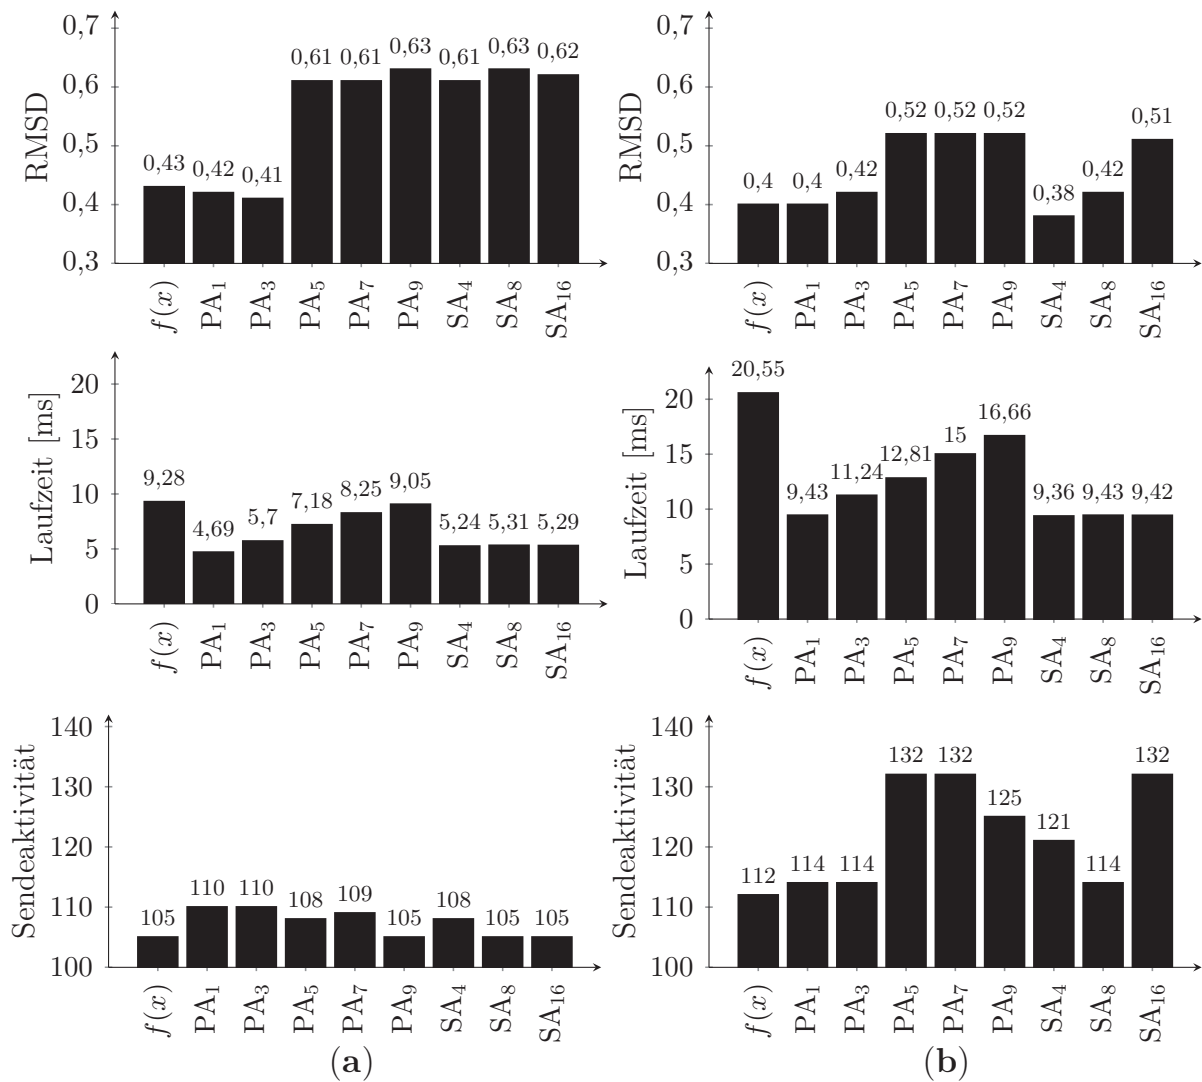 RMSD
0,7
0,6
0,5
0,4
0,3
0,43 0,42 0,41 0,61 0,61 0,63 0,61 0,63 0,62
f(x) PA1 PA3 PA5 PA7 PA9 SA4 SA8 SA16
RMSD
0,7
0,6
0,5
0,4
0,3
0,4 0,4 0,42 0,52 0,52 0,52 0,38 0,42 0,51
f(x) PA1 PA3 PA5 PA7 PA9 SA4 SA8 SA16
Laufzeit [ms]
20
15
10
5
0
9,28 4,69 5,7 7,18 8,25 9,05 5,24 5,31 5,29
f(x) PA1 PA3 PA5 PA7 PA9 SA4 SA8 SA16
Laufzeit [ms]
20
15
10
5
0
20,55 9,43 11,24 12,81 15 16,66 9,36 9,43 9,42
f(x) PA1 PA3 PA5 PA7 PA9 SA4 SA8 SA16
Sendeaktivität
140
130
120
110
100
105 110 110 108 109 105 108 105 105
f(x) PA1 PA3 PA5 PA7 PA9 SA4 SA8 SA16
(a)
Sendeaktivität
140
130
120
110
100
112 114 114 132 132 125 121 114 132
f(x) PA1 PA3 PA5 PA7 PA9 SA4 SA8 SA16
(b)